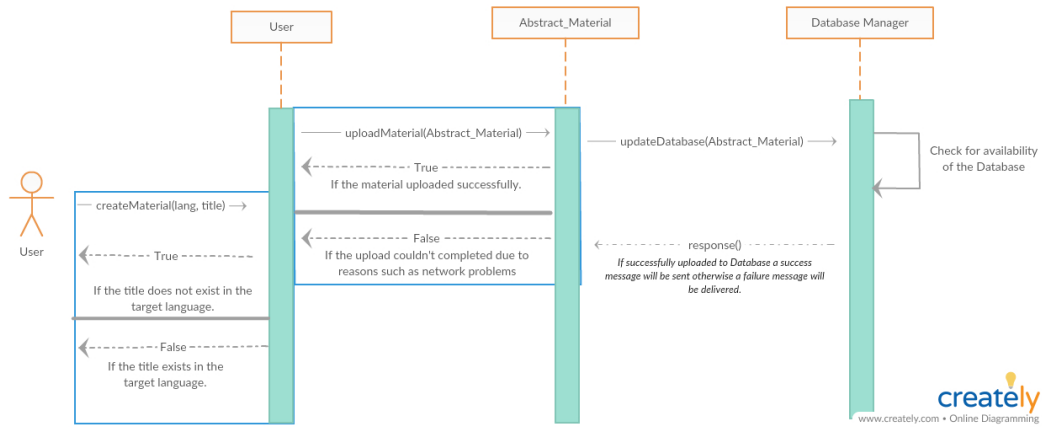 User
Abstract_Material
Database Manager
uploadMaterial(Abstract_Material)
updateDatabase(Abstract_Material)
Check for availability
of the Database
True
If the material uploaded successfully.
createMaterial(lang, title)
User
False
If the upload couldn't completed due to
reasons such as network problems
response()
If successfully uploaded to Database a success
message will be sent otherwise a failure message will
be delivered.
True
If the title does not exist in the
target language.
False
If the title exists in the
target language.
creately
www.creately.com • Online Diagramming